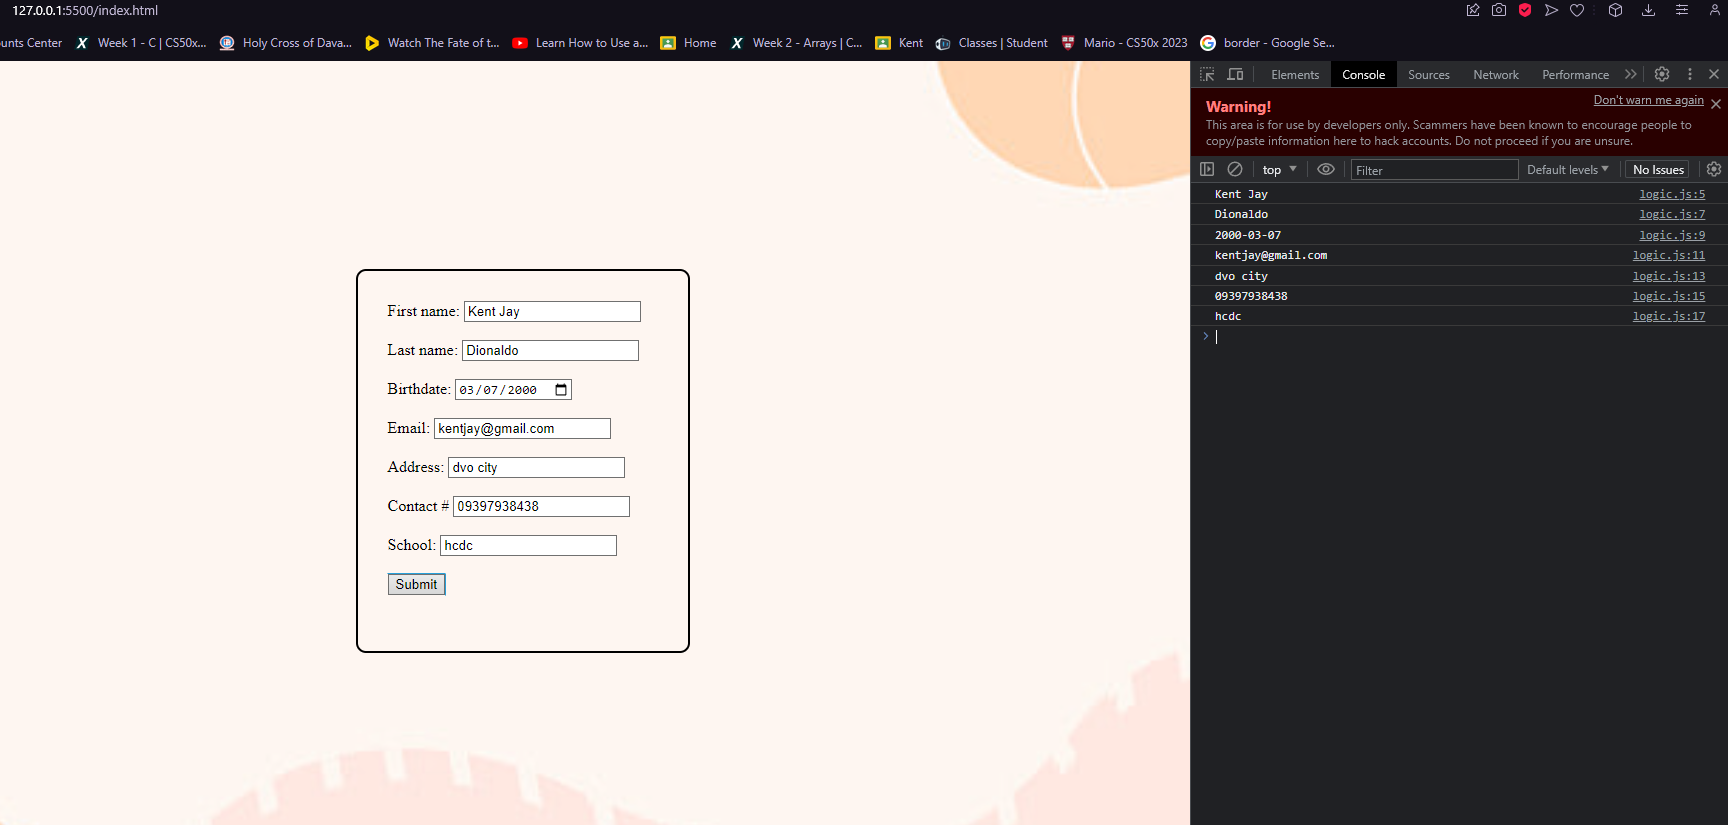 127.0.0.1:5500/index.html
unts Center Week 1 - C | CS50x... Holy Cross of Dava... Watch The Fate of t... Learn How to Use a... Home Week 2 - Arrays | C... Kent Classes | Student Mario - CS50x 2023 border - Google Se...
Elements Console Sources Network Performance
Warning! Don't warn me again
This area is for use by developers only. Scammers have been known to encourage people to
copy/paste information here to hack accounts. Do not proceed if you are unsure.
top Filter Default levels No Issues
Kent Jay logic.js:5
Dionaldo logic.js:7
2000-03-07 logic.js:9
kentjay@gmail.com logic.js:11
dvo city logic.js:13
09397938438 logic.js:15
hcdc logic.js:17
First name: Kent Jay
Last name: Dionaldo
Birthdate: 03/07/2000
Email: kentjay@gmail.com
Address: dvo city
Contact # 09397938438
School: hcdc
Submit